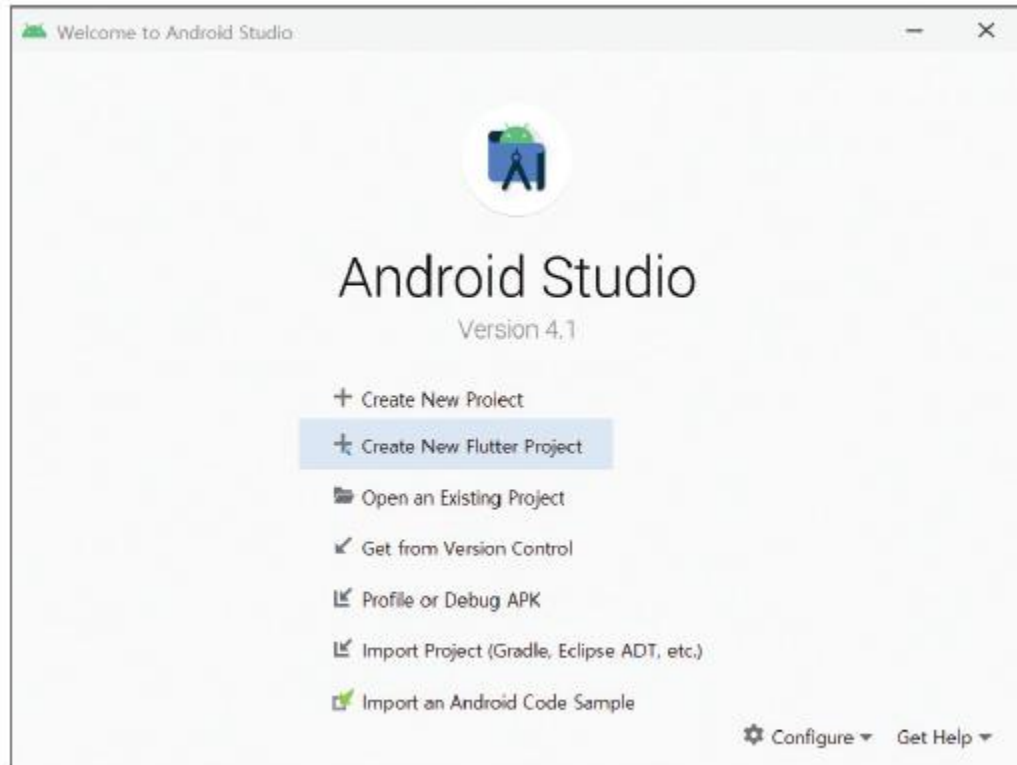 Welcome to Android Studio
Android Studio
Version 4.1
Create New Project
Create New Flutter Project
Open an Existing Project
Get from Version Control
Profile or Debug APK
Import Project (Gradle, Eclipse ADT, etc.)
Import an Android Code Sample
Configure Get Help